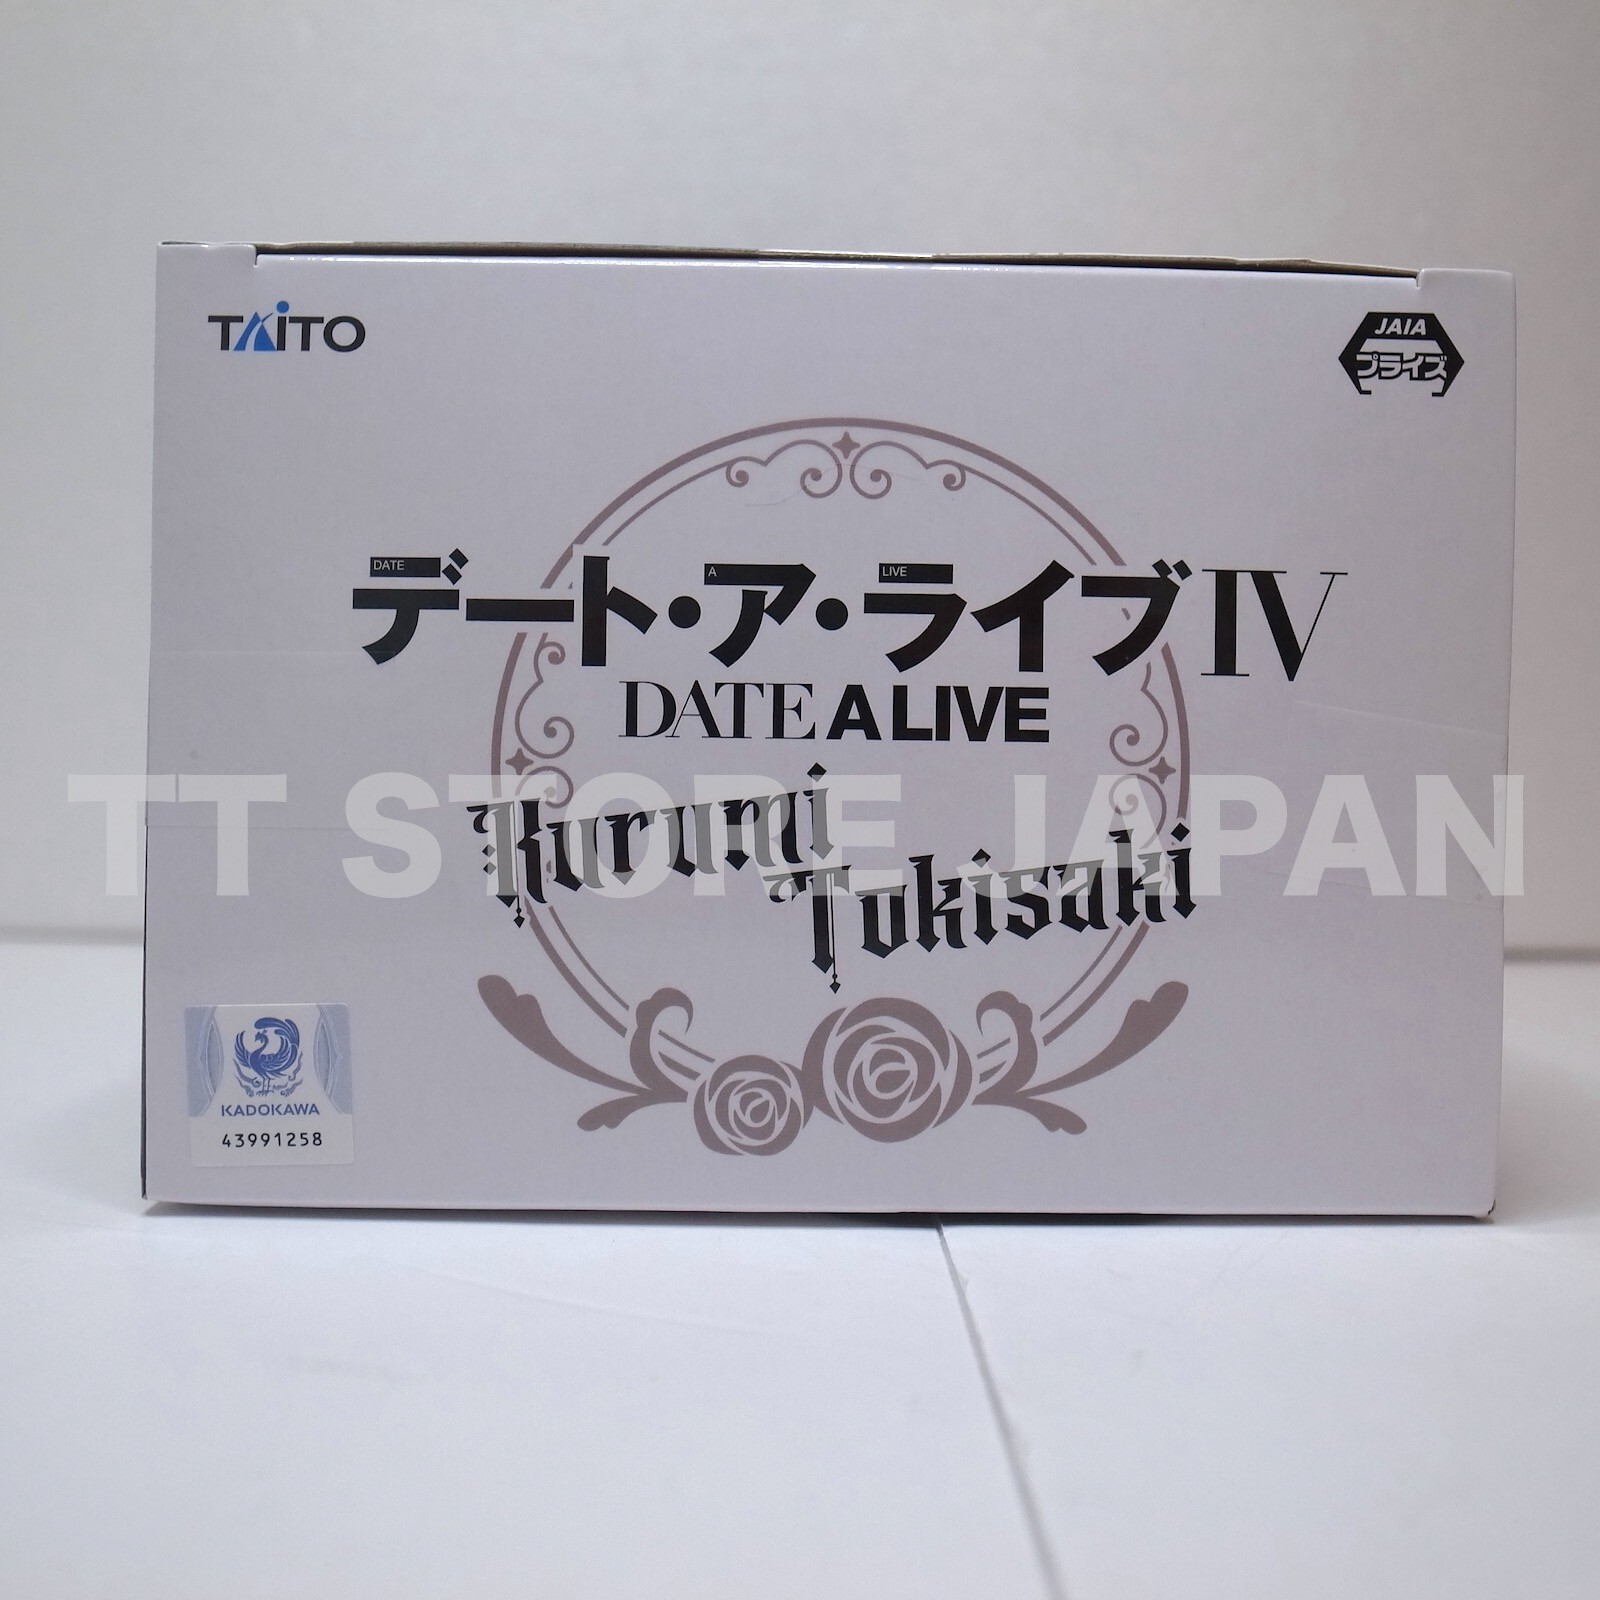 TAITO
JAIA
プライズ
DATE A LIVE
デート・ア・ライブIV
DATE A LIVE
Kurumi
Tokisaki
TT STORE JAPAN
KADOKAWA
43991258